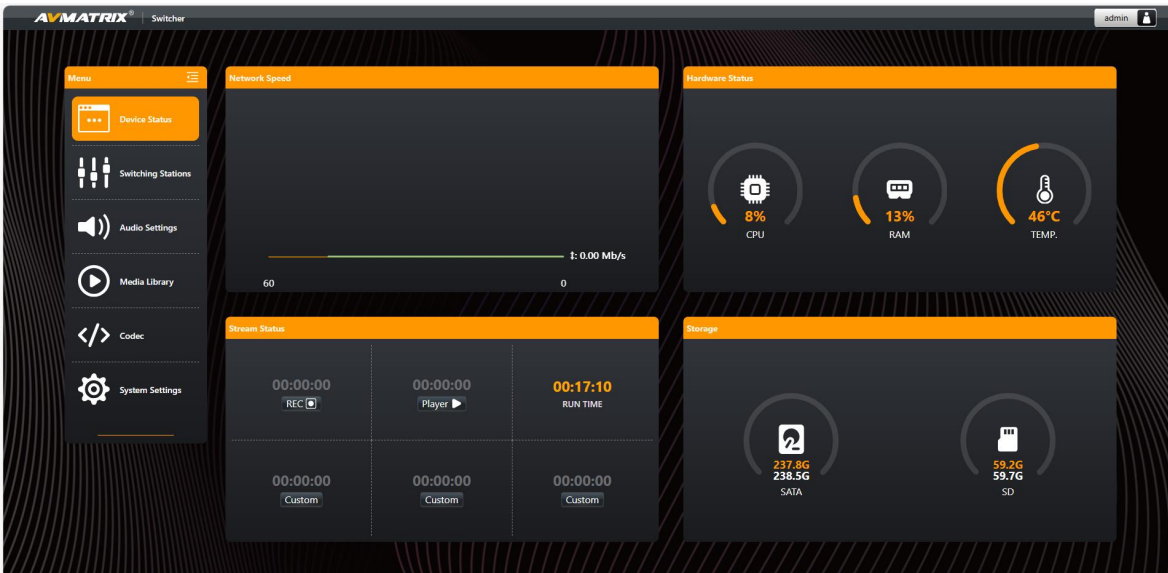 AVMATRIX® Switcher
admin
Menu
Device Status
Switching Stations
Audio Settings
Media Library
Codec
System Settings
Network Speed
↕: 0.00 Mb/s
60 0
Hardware Status
8%
CPU
13%
RAM
46°C
TEMP.
Stream Status
00:00:00
REC
00:00:00
Player
00:17:10
RUN TIME
00:00:00
Custom
00:00:00
Custom
00:00:00
Custom
Storage
237.8G
238.5G
SATA
59.2G
59.7G
SD